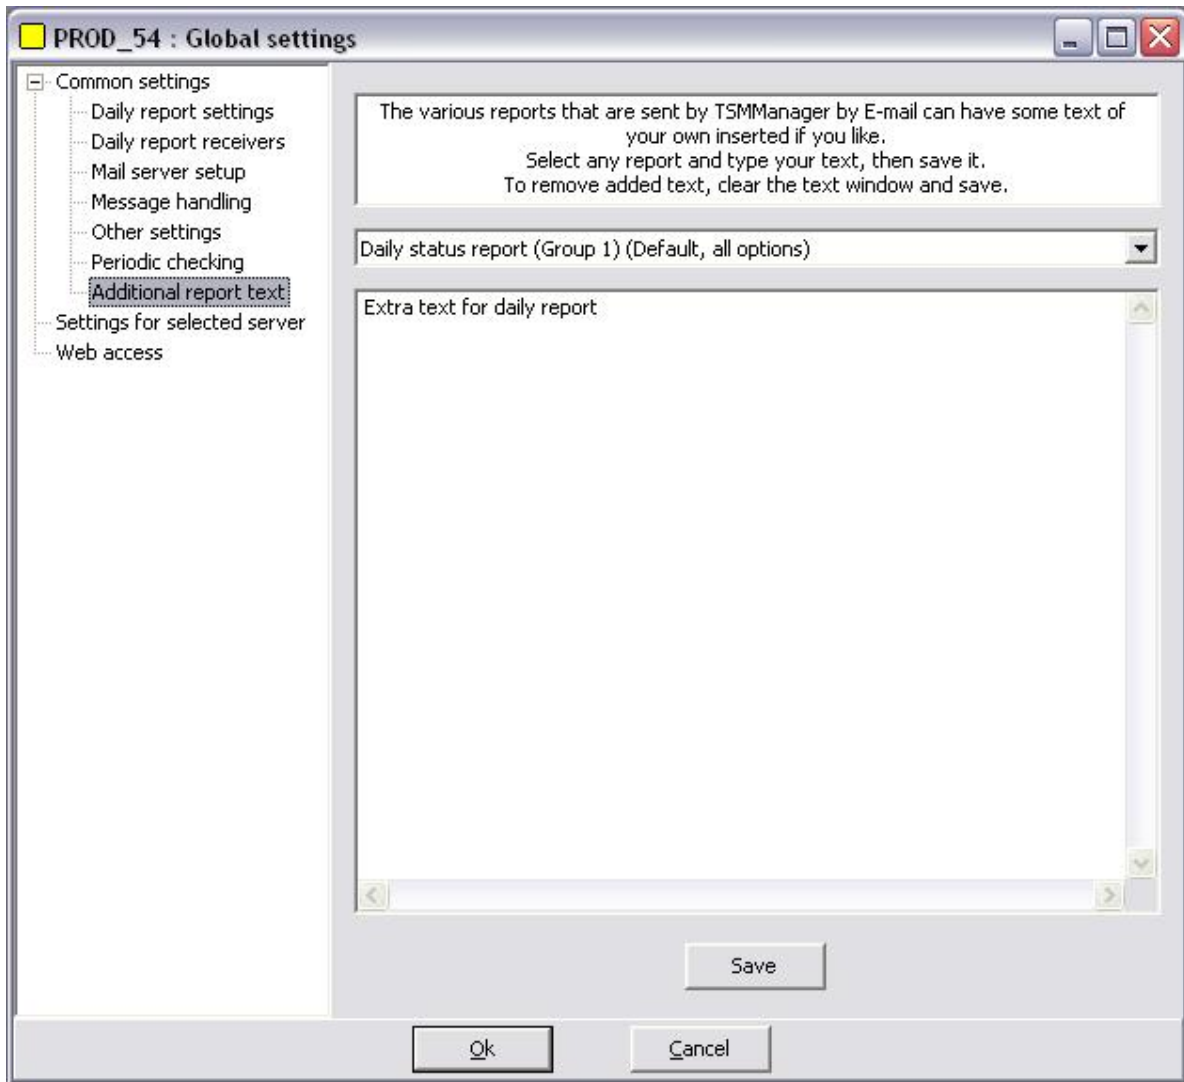 PROD_54 : Global settings
Common settings
Daily report settings
Daily report receivers
Mail server setup
Message handling
Other settings
Periodic checking
Additional report text
Settings for selected server
Web access
The various reports that are sent by TSMManager by E-mail can have some text of
your own inserted if you like.
Select any report and type your text, then save it.
To remove added text, clear the text window and save.
Daily status report (Group 1) (Default, all options)
Extra text for daily report
Save
Ok
Cancel